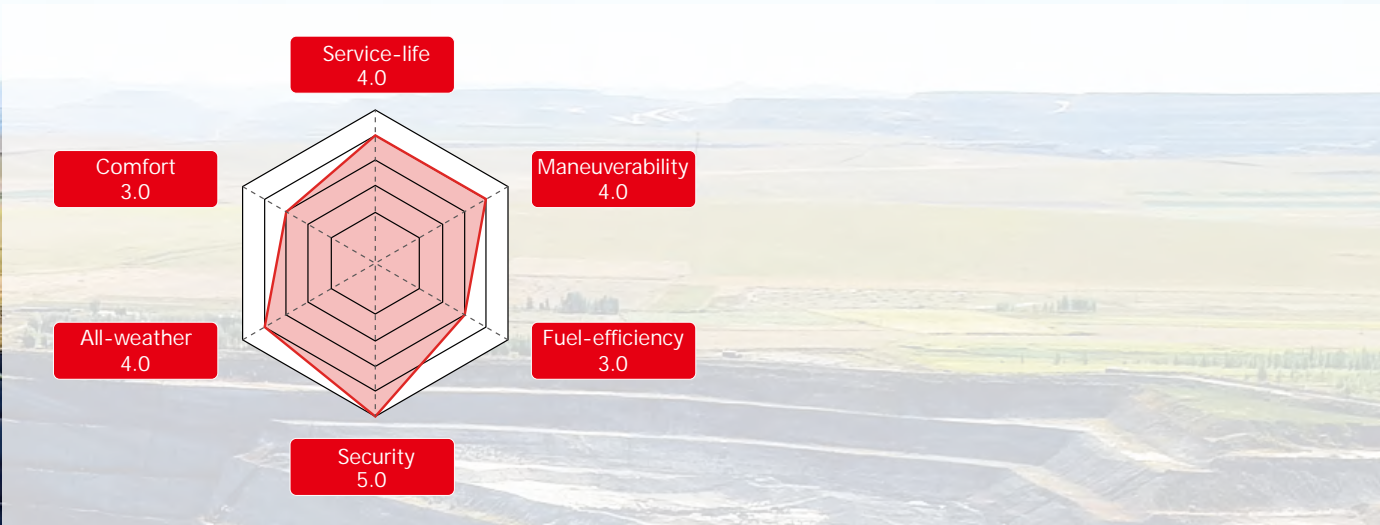 Service-life
4.0
Comfort
3.0
Maneuverability
4.0
All-weather
4.0
Fuel-efficiency
3.0
Security
5.0